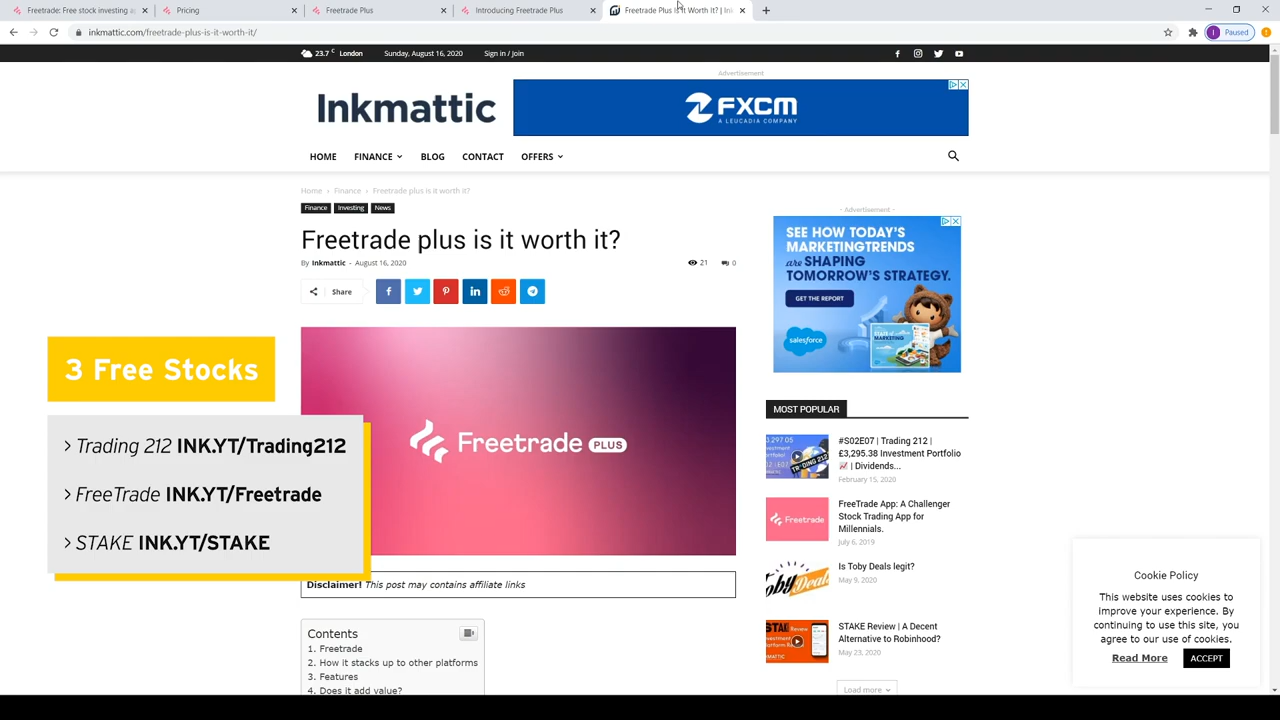 Freetrade: Free stock investing a
Pricing
Freetrade Plus
Introducing Freetrade Plus
Freetrade Plus Is It Worth It? | Ink
inkmattic.com/freetrade-plus-is-it-worth-it/
Paused
23.7 C London
Sunday, August 16, 2020
Sign in / Join
Advertisement
Inkmattic
FXCM
A LEUCADIA COMPANY
HOME
FINANCE
BLOG
CONTACT
OFFERS
Home › Finance › Freetrade plus is it worth it?
Finance
Investing
News
Freetrade plus is it worth it?
By Inkmattic - August 16, 2020
21
0
Share
Freetrade PLUS
3 Free Stocks
› Trading 212 INK.YT/Trading212
› FreeTrade INK.YT/Freetrade
› STAKE INK.YT/STAKE
Disclaimer! This post may contains affiliate links
Contents
1. Freetrade
2. How it stacks up to other platforms
3. Features
4. Does it add value?
- Advertisement -
SEE HOW TODAY'S
MARKETINGTRENDS
are SHAPING
TOMORROW'S STRATEGY.
GET THE REPORT
salesforce
MOST POPULAR
#S02E07 | Trading 212 |
£3,295.38 Investment Portfolio
📈 | Dividends...
February 15, 2020
Freetrade
FreeTrade App: A Challenger
Stock Trading App for
Millennials.
July 6, 2019
Is Toby Deals legit?
May 9, 2020
STAKE Review | A Decent
Alternative to Robinhood?
May 23, 2020
Load more
Cookie Policy
This website uses cookies to
improve your experience. By
continuing to use this site, you
agree to our use of cookies.
Read More
ACCEPT